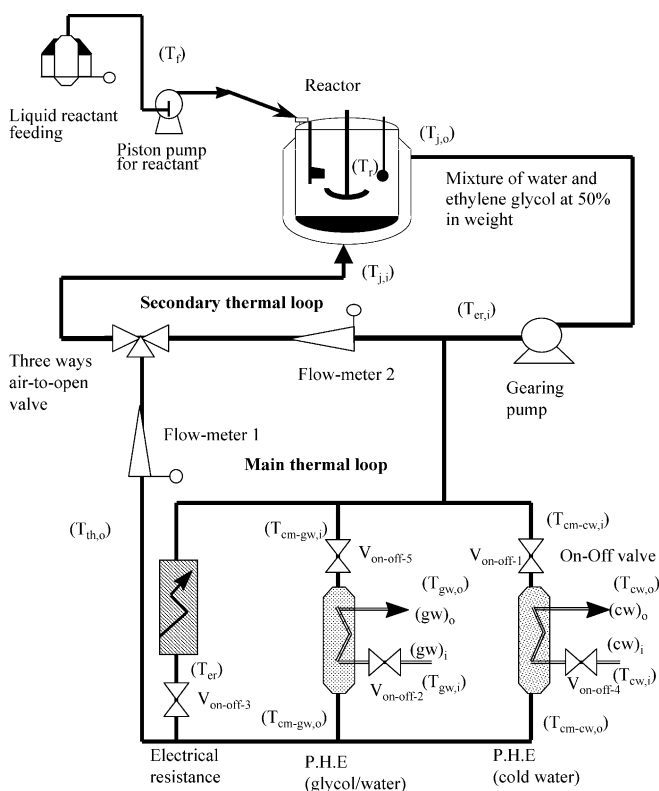 (Tf)
Liquid reactant
feeding
Piston pump
for reactant
Reactor
(Tr)
(Tj,o)
Mixture of water and
ethylene glycol at 50%
in weight
(Tj,i)
Secondary thermal loop
(Ter,i)
Three ways
air-to-open
valve
Flow-meter 2
Gearing
pump
Flow-meter 1
Main thermal loop
(Tth,o)
(Tcm-gw,i)
(Tcm-cw,i)
Von-off-5
Von-off-1
On-Off valve
(Tgw,o)
(Tcw,o)
(gw)o
(cw)o
(gw)i
(cw)i
(Ter)
Von-off-3
Von-off-2
(Tgw,i)
Von-off-4
(Tcw,i)
(Tcm-gw,o)
(Tcm-cw,o)
Electrical
resistance
P.H.E
(glycol/water)
P.H.E
(cold water)